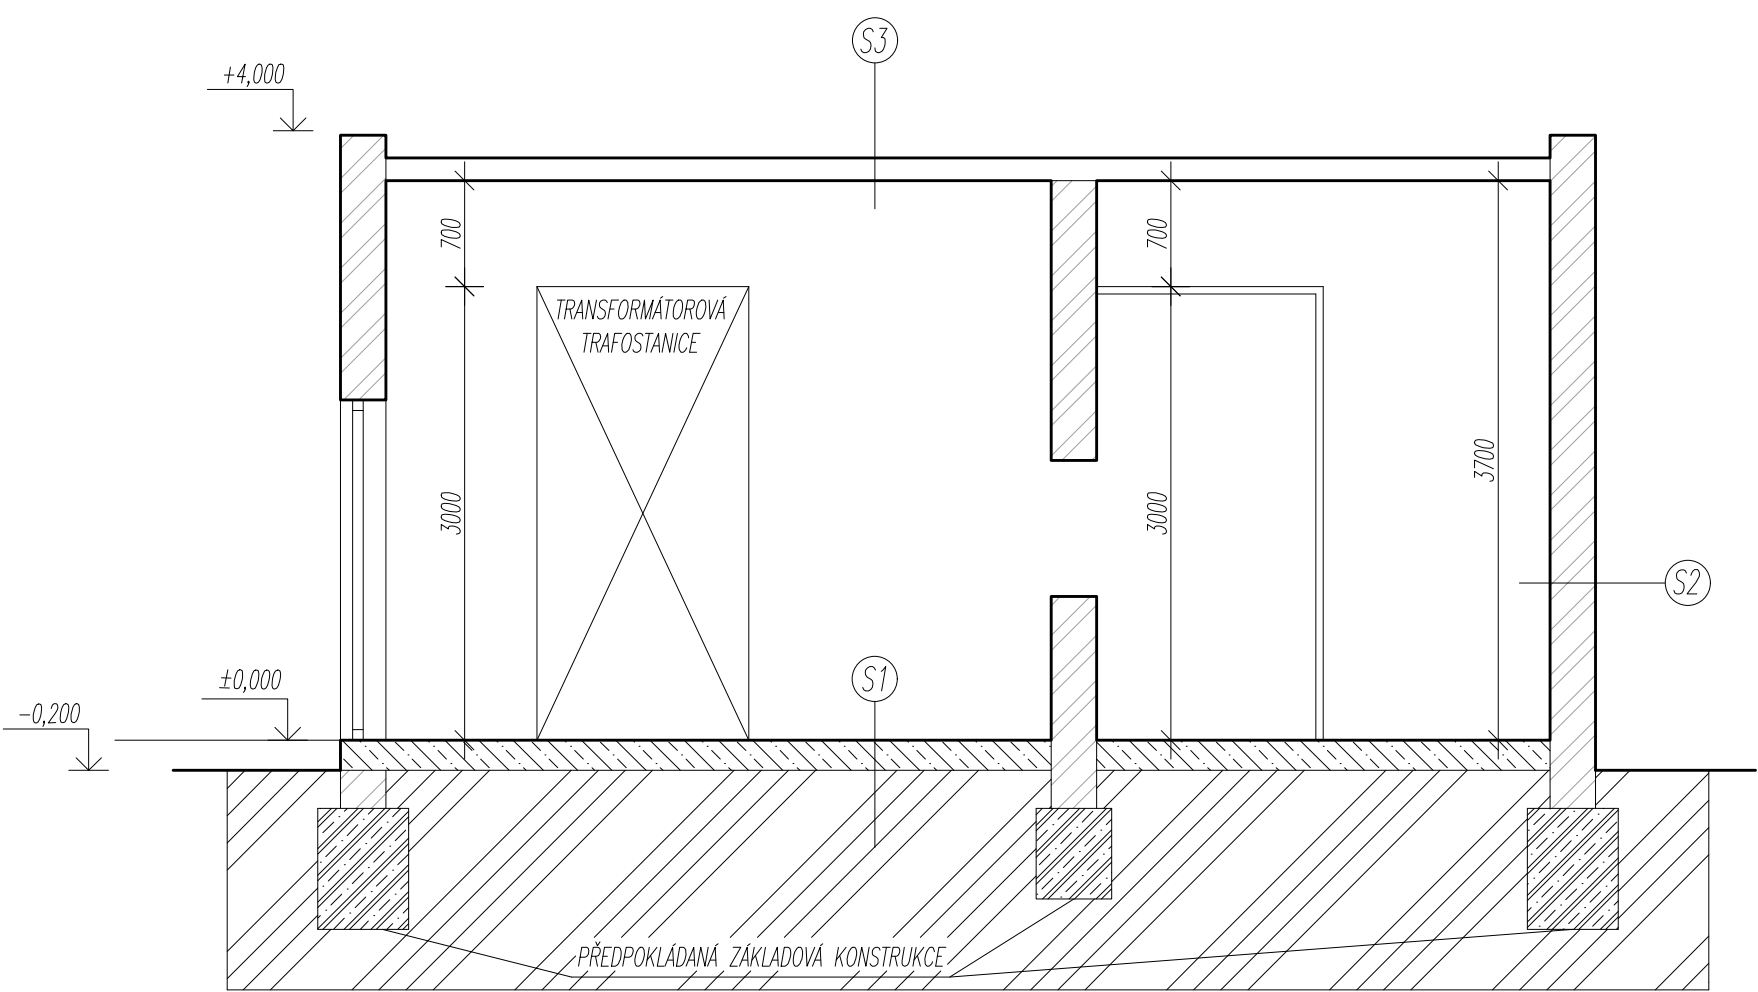 S3
+4,000
700
700
TRANSFORMÁTOROVÁ
TRAFOSTANICE
3700
3000
3000
S2
S1
±0,000
-0,200
PŘEDPOKLÁDANÁ ZÁKLADOVÁ KONSTRUKCE